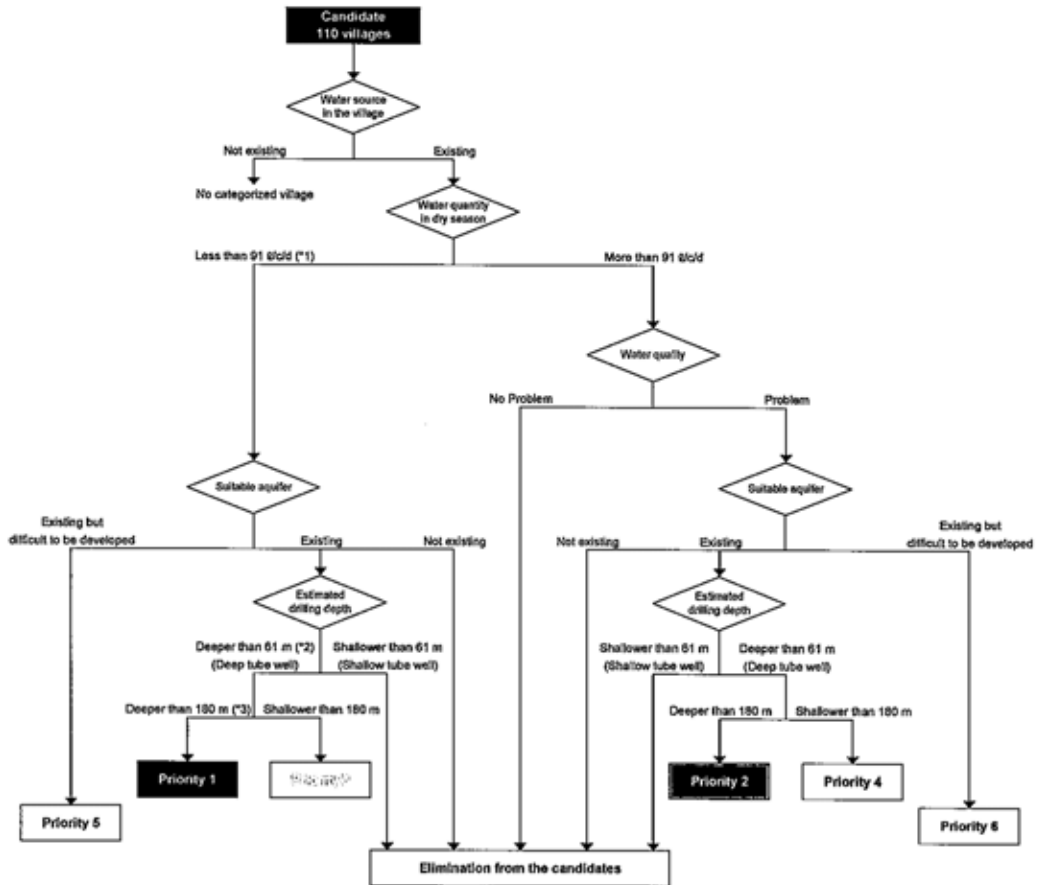 Candidate
110 villages
Water source
in the village
Not existing
Existing
No categorized village
Water quantity
in dry season
Less than 91 ℓ/c/d (*1)
More than 91 ℓ/c/d
Water quality
No Problem
Problem
Suitable aquifer
Suitable aquifer
Existing but
difficult to be developed
Existing
Not existing
Not existing
Existing
Existing but
difficult to be developed
Estimated
drilling depth
Estimated
drilling depth
Deeper than 61 m (*2)
(Deep tube well)
Shallower than 61 m
(Shallow tube well)
Shallower than 61 m
(Shallow tube well)
Deeper than 61 m
(Deep tube well)
Deeper than 180 m (*3)
Shallower than 180 m
Deeper than 180 m
Shallower than 180 m
Priority 1
Priority 2
Priority 4
Priority 5
Priority 6
Elimination from the candidates